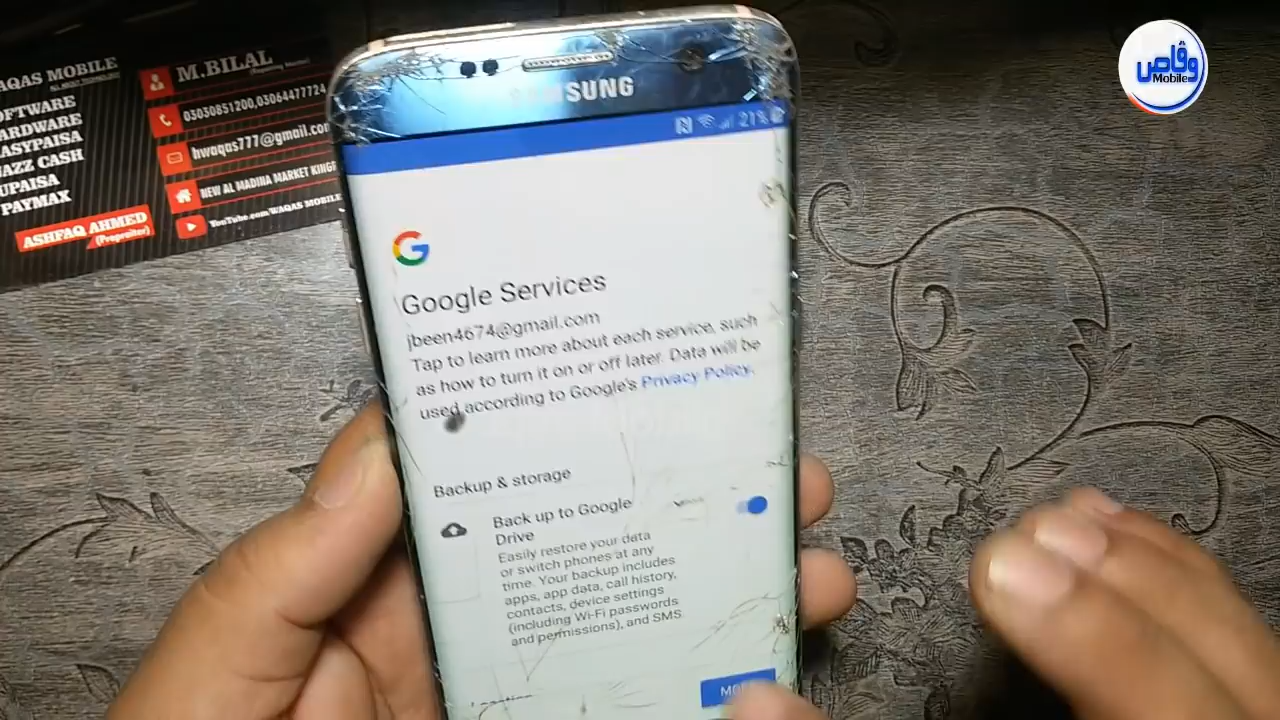 WAQAS MOBILE
M.BILAL
03030851200,03064477724
hwaqas777@gmail.com
NEW AL MADINA MARKET
YouTube.com/WAQAS MOBILE
OFTWARE
ARDWARE
ASYPAISA
AZZ CASH
UPAISA
PAYMAX
ASHFAQ AHMED
(Propraiter)
SAMSUNG
21%
Google Services
jbeen4674@gmail.com
Tap to learn more about each service, such
as how to turn it on or off later. Data will be
used according to Google's Privacy Policy.
Backup & storage
Back up to Google
Drive
Easily restore your data
or switch phones at any
time. Your backup includes
apps, app data, call history,
contacts, device settings
(including Wi-Fi passwords
and permissions), and SMS.
وقاص
Mobile